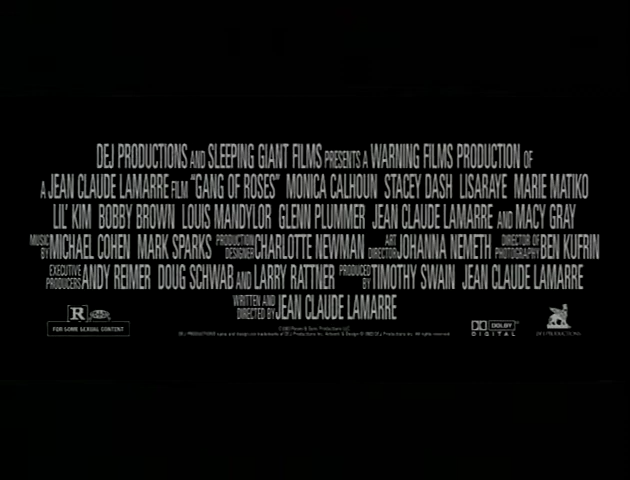 DEJ PRODUCTIONS AND SLEEPING GIANT FILMS PRESENTS A WARNING FILMS PRODUCTION OF
A JEAN CLAUDE LAMARRE FILM "GANG OF ROSES" MONICA CALHOUN STACEY DASH LISARAYE MARIE MATIKO
LIL' KIM BOBBY BROWN LOUIS MANDYLOR GLENN PLUMMER JEAN CLAUDE LAMARRE AND MACY GRAY
MUSIC BY MICHAEL COHEN MARK SPARKS PRODUCTION DESIGNER CHARLOTTE NEWMAN ART DIRECTOR JOHANNA NEMETH DIRECTOR OF PHOTOGRAPHY BEN KUFRIN
EXECUTIVE PRODUCERS ANDY REIMER DOUG SCHWAB AND LARRY RATTNER PRODUCED BY TIMOTHY SWAIN JEAN CLAUDE LAMARRE
WRITTEN AND DIRECTED BY JEAN CLAUDE LAMARRE
R
FOR SOME SEXUAL CONTENT
DOLBY
DIGITAL
DEJ PRODUCTIONS